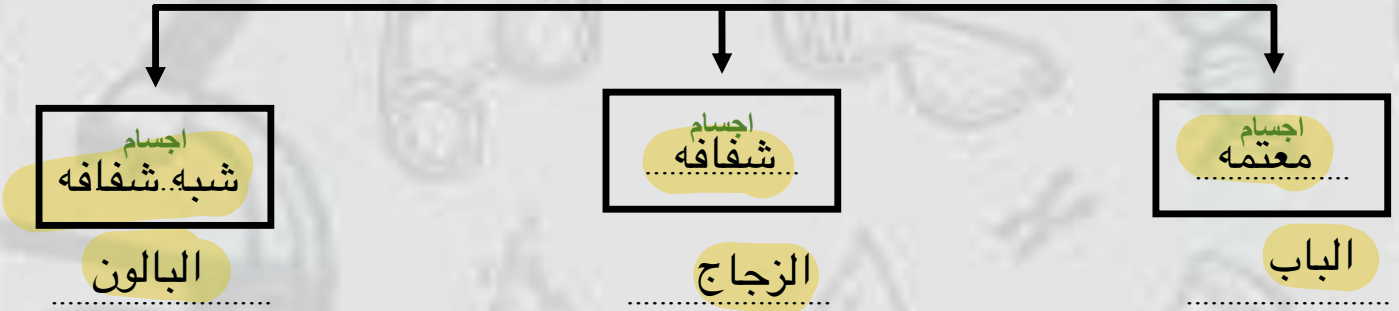 اجسام
معتمه
الباب
اجسام
شفافه
الزجاج
اجسام
شبه شفافه
البالون